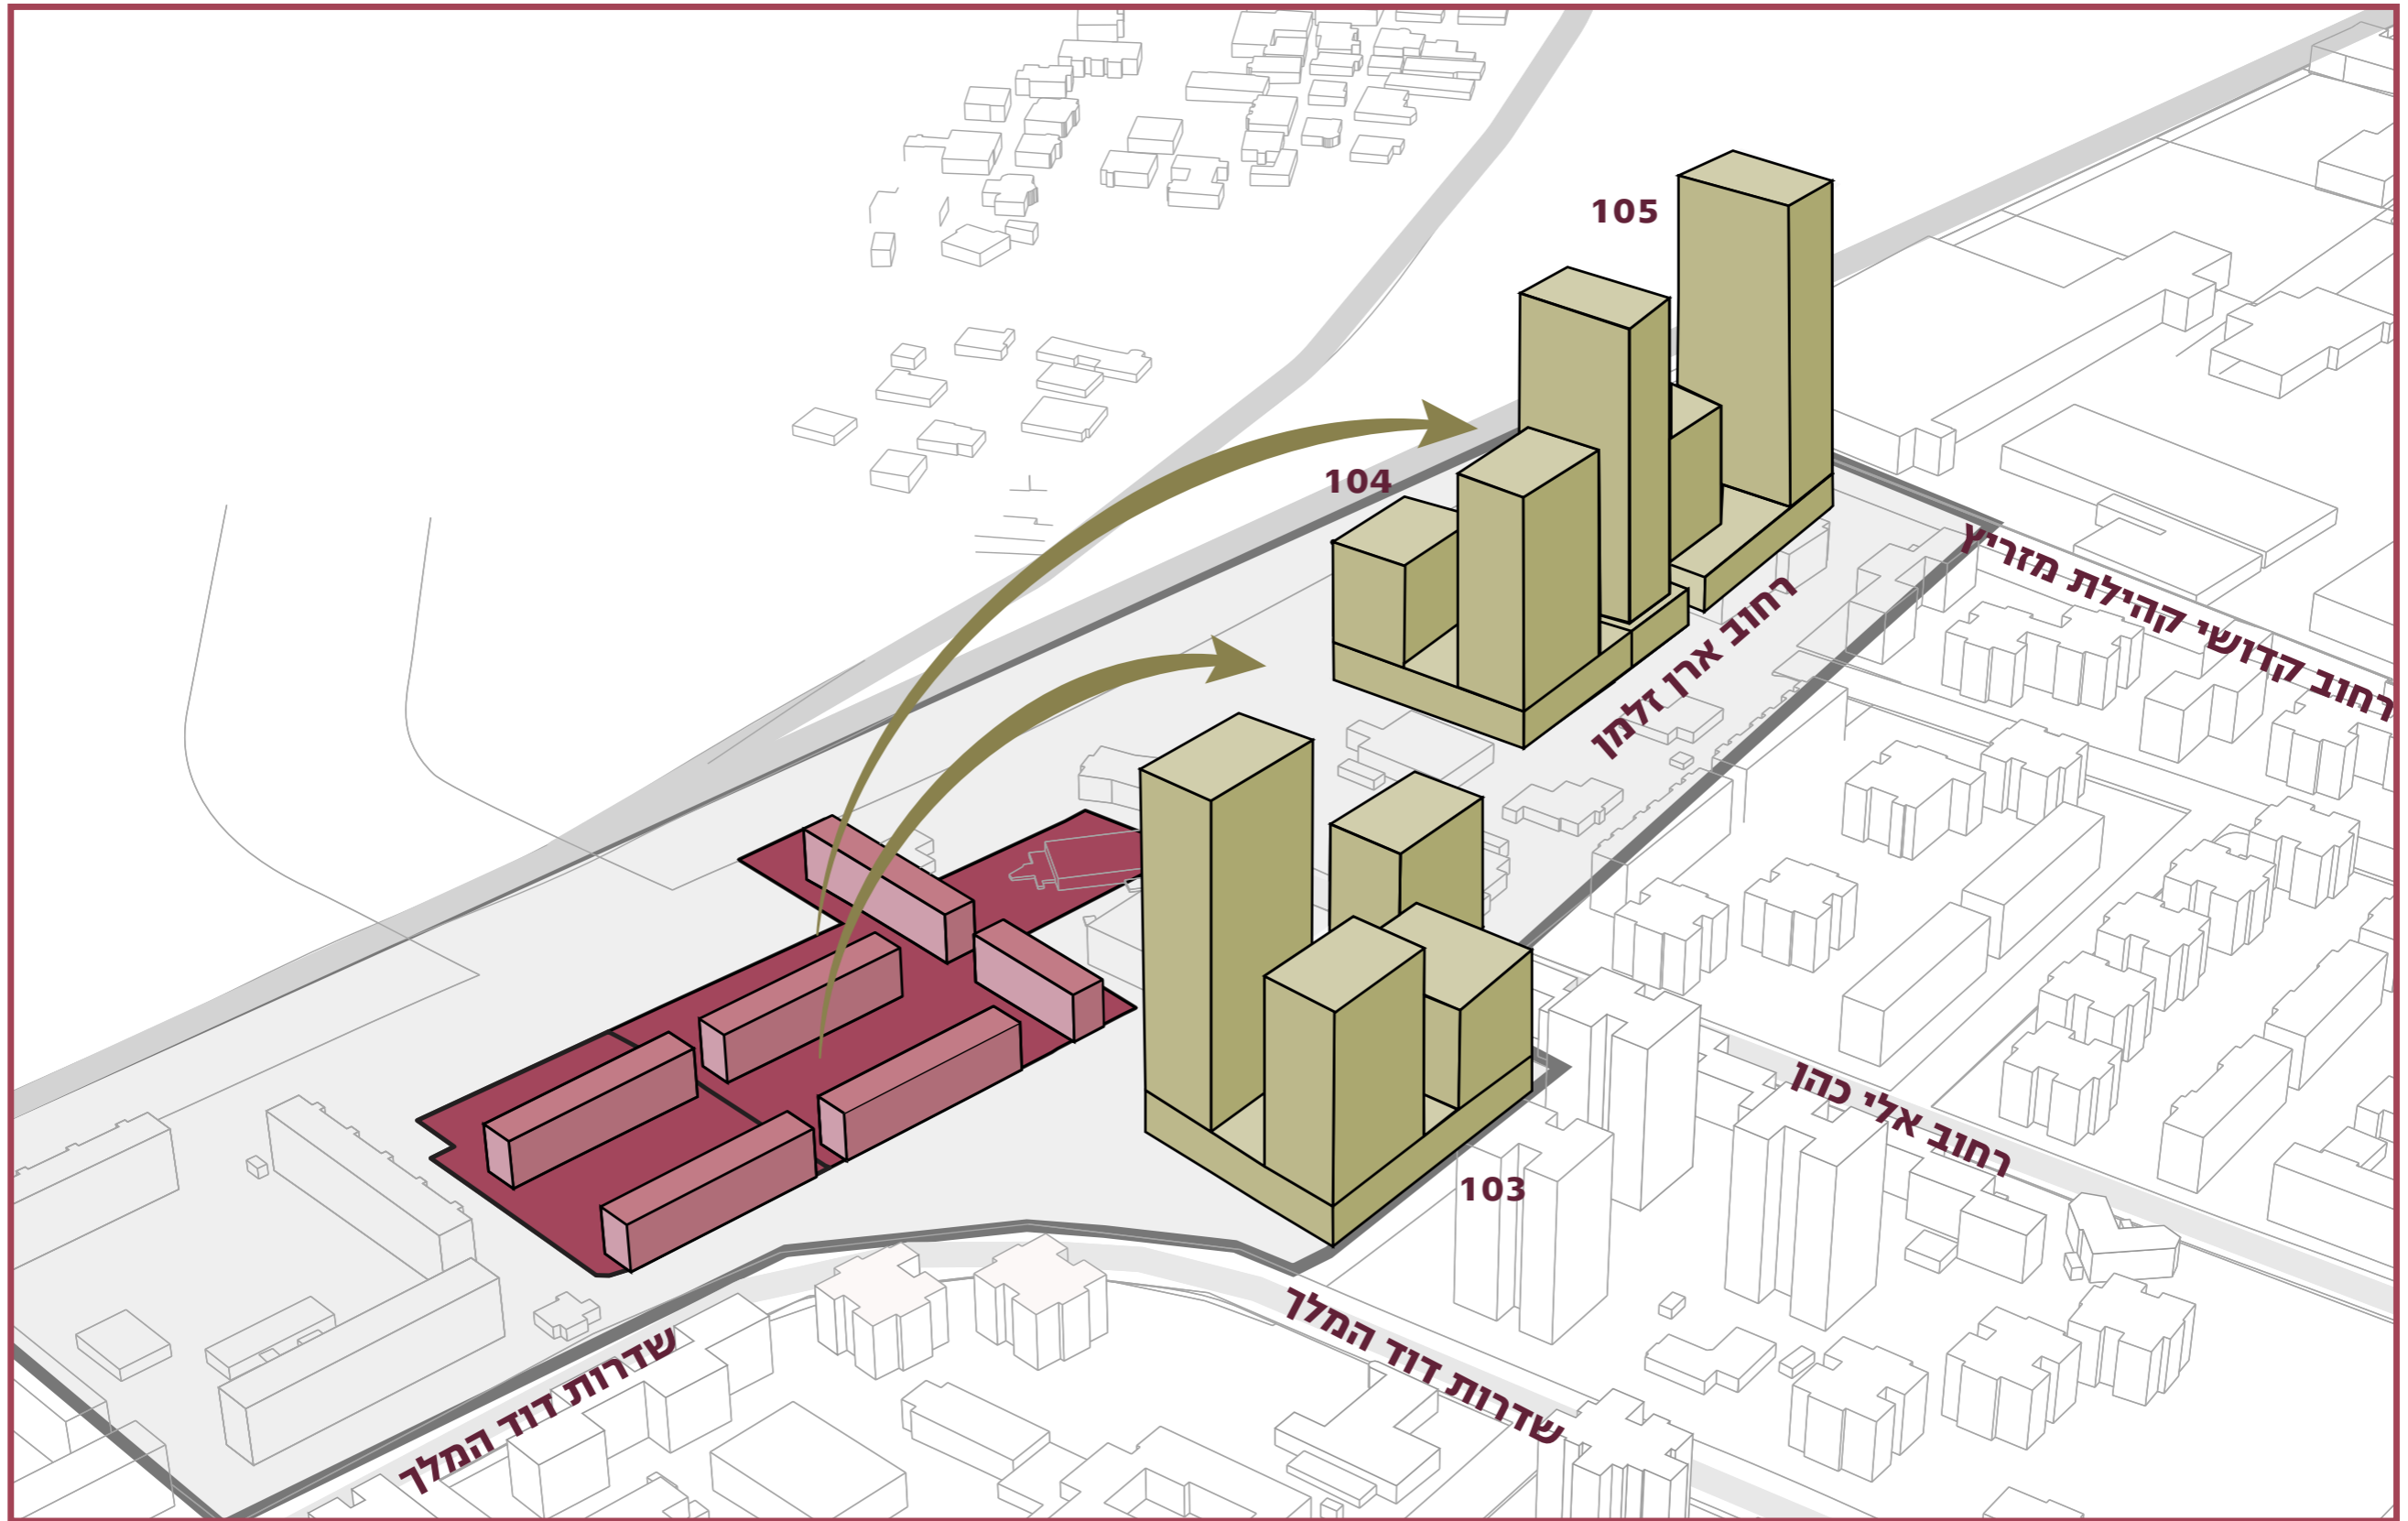 105
104
רחוב קדושי קהילת מזריץ
רחוב ארן זלמן
רחוב אלי כהן
103
שדרות דוד המלך
שדרות דוד המלך